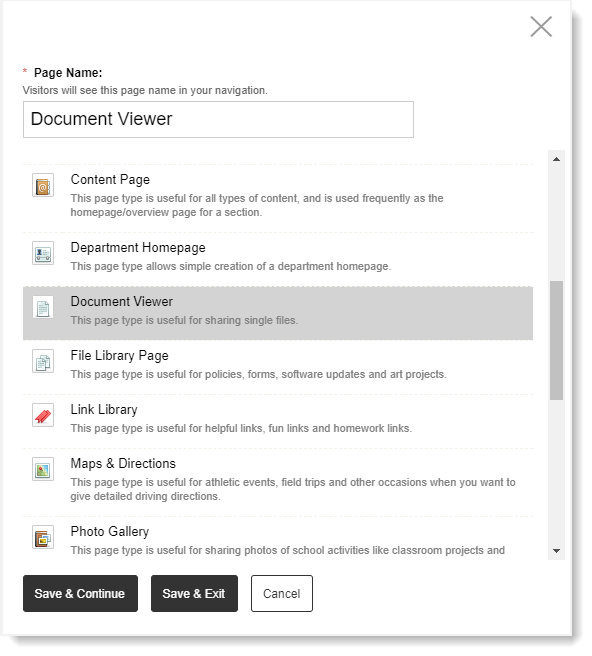 * Page Name:
Visitors will see this page name in your navigation.
Document Viewer
Content Page
This page type is useful for all types of content, and is used frequently as the
homepage/overview page for a section.
Department Homepage
This page type allows simple creation of a department homepage.
Document Viewer
This page type is useful for sharing single files.
File Library Page
This page type is useful for policies, forms, software updates and art projects.
Link Library
This page type is useful for helpful links, fun links and homework links.
Maps & Directions
This page type is useful for athletic events, field trips and other occasions when you want to
give detailed driving directions.
Photo Gallery
This page type is useful for sharing photos of school activities like classroom projects and
Save & Continue
Save & Exit
Cancel